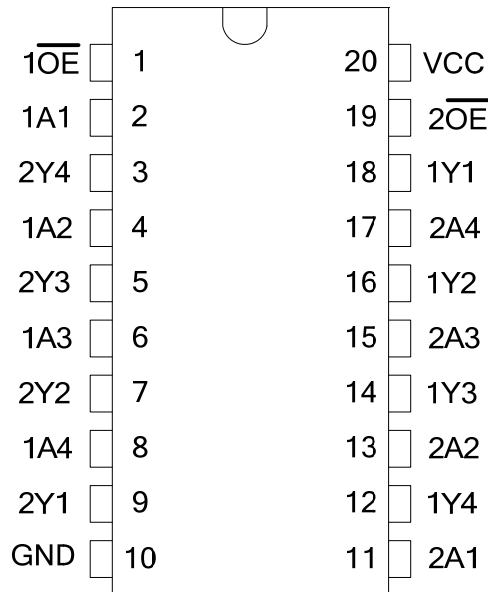 1O̅E̅ 1 20 VCC
1A1 2 19 2O̅E̅
2Y4 3 18 1Y1
1A2 4 17 2A4
2Y3 5 16 1Y2
1A3 6 15 2A3
2Y2 7 14 1Y3
1A4 8 13 2A2
2Y1 9 12 1Y4
GND 10 11 2A1